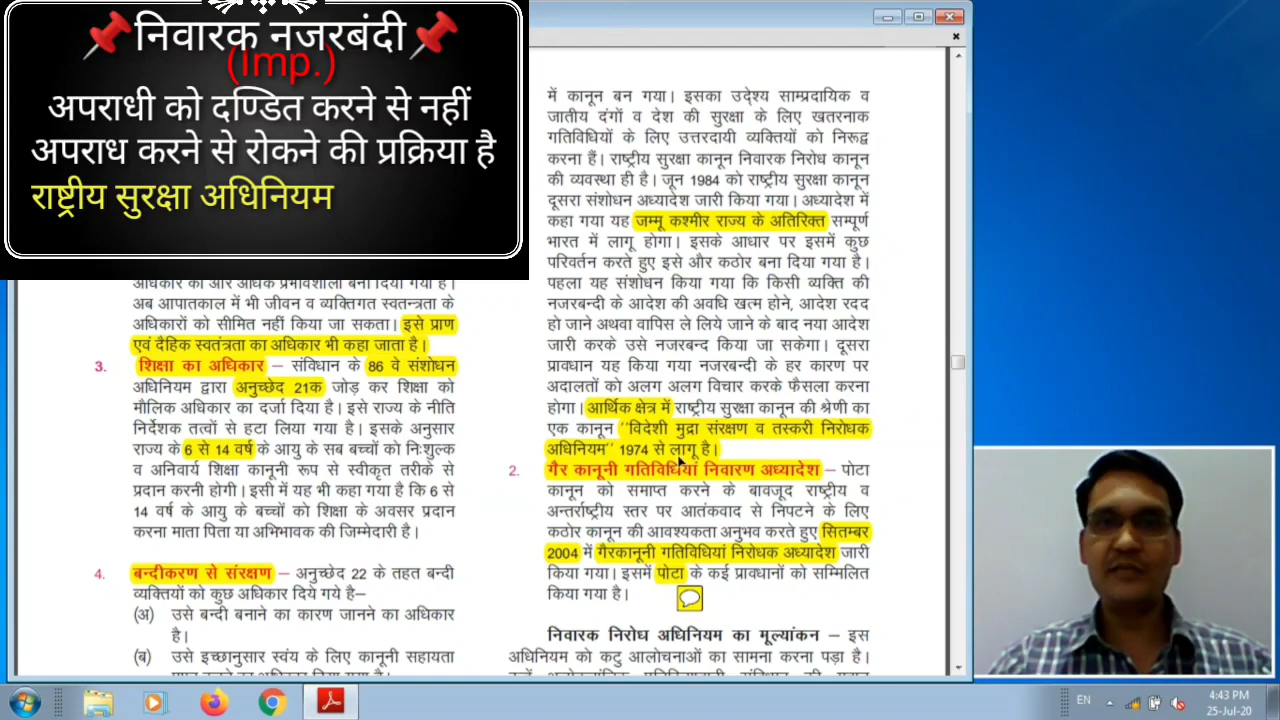 निवारक नजरबंदी
(Imp.)
अपराधी को दण्डित करने से नहीं
अपराध करने से रोकने की प्रक्रिया है
राष्ट्रीय सुरक्षा अधिनियम
अधिकार को और अधिक प्रभावशाली बना दिया गया है।
अब आपातकाल में भी जीवन व व्यक्तिगत स्वतन्त्रता के
अधिकारों को सीमित नहीं किया जा सकता। इसे प्राण
एवं दैहिक स्वतंत्रता का अधिकार भी कहा जाता है।
3. शिक्षा का अधिकार – संविधान के 86 वे संशोधन
अधिनियम द्वारा अनुच्छेद 21क जोड़ कर शिक्षा को
मौलिक अधिकार का दर्जा दिया है। इसे राज्य के नीति
निर्देशक तत्वों से हटा लिया गया है। इसके अनुसार
राज्य के 6 से 14 वर्ष के आयु के सब बच्चों को निःशुल्क
व अनिवार्य शिक्षा कानूनी रूप से स्वीकृत तरीके से
प्रदान करनी होगी। इसी में यह भी कहा गया है कि 6 से
14 वर्ष के आयु के बच्चों को शिक्षा के अवसर प्रदान
करना माता पिता या अभिभावक की जिम्मेदारी है।
4. बन्दीकरण से संरक्षण – अनुच्छेद 22 के तहत बन्दी
व्यक्तियों को कुछ अधिकार दिये गये है–
(अ) उसे बन्दी बनाने का कारण जानने का अधिकार
है।
(ब) उसे इच्छानुसार स्वंय के लिए कानूनी सहायता
में कानून बन गया। इसका उद्देश्य साम्प्रदायिक व
जातीय दंगों व देश की सुरक्षा के लिए खतरनाक
गतिविधियों के लिए उत्तरदायी व्यक्तियों को निरूद्व
करना हैं। राष्ट्रीय सुरक्षा कानून निवारक निरोध कानून
की व्यवस्था ही है। जून 1984 को राष्ट्रीय सुरक्षा कानून
दूसरा संशोधन अध्यादेश जारी किया गया। अध्यादेश में
कहा गया यह जम्मू कश्मीर राज्य के अतिरिक्त सम्पूर्ण
भारत में लागू होगा। इसके आधार पर इसमें कुछ
परिवर्तन करते हुए इसे और कठोर बना दिया गया है।
पहला यह संशोधन किया गया कि किसी व्यक्ति की
नजरबन्दी के आदेश की अवधि खत्म होने, आदेश रदद
हो जाने अथवा वापिस ले लिये जाने के बाद नया आदेश
जारी करके उसे नजरबन्द किया जा सकेगा। दूसरा
प्रावधान यह किया गया नजरबन्दी के हर कारण पर
अदालतों को अलग अलग विचार करके फैसला करना
होगा। आर्थिक क्षेत्र में राष्ट्रीय सुरक्षा कानून की श्रेणी का
एक कानून "विदेशी मुद्रा संरक्षण व तस्करी निरोधक
अधिनियम" 1974 से लागू है।
2. गैर कानूनी गतिविधियां निवारण अध्यादेश – पोटा
कानून को समाप्त करने के बावजूद राष्ट्रीय व
अन्तर्राष्ट्रीय स्तर पर आतंकवाद से निपटने के लिए
कठोर कानून की आवश्यकता अनुभव करते हुए सितम्बर
2004 में गैरकानूनी गतिविधियां निरोधक अध्यादेश जारी
किया गया। इसमें पोटा के कई प्रावधानों को सम्मिलित
किया गया है।
निवारक निरोध अधिनियम का मूल्यांकन – इस
अधिनियम को कटु आलोचनाओं का सामना करना पड़ा है।
EN
4:43 PM
25-Jul-20